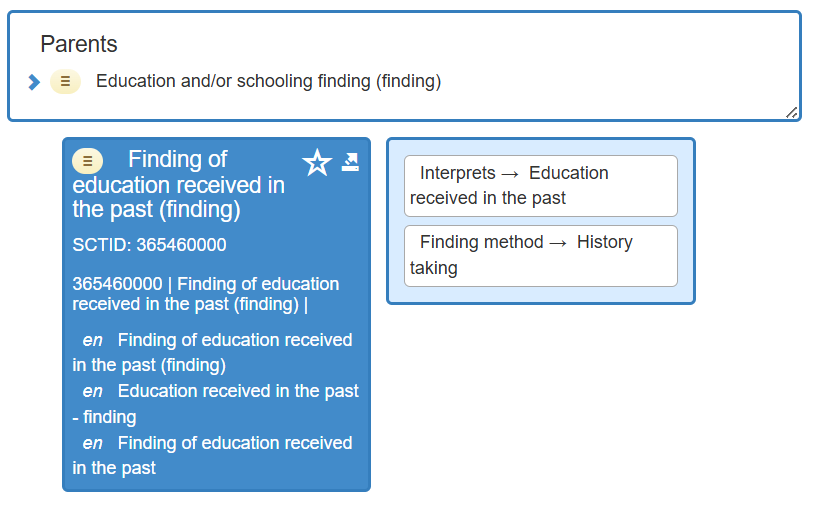 Parents
Education and/or schooling finding (finding)
Finding of
education received in
the past (finding)
SCTID: 365460000
365460000 | Finding of education
received in the past (finding) |
en Finding of education received
in the past (finding)
en Education received in the past
- finding
en Finding of education received
in the past
Interprets → Education
received in the past
Finding method → History
taking